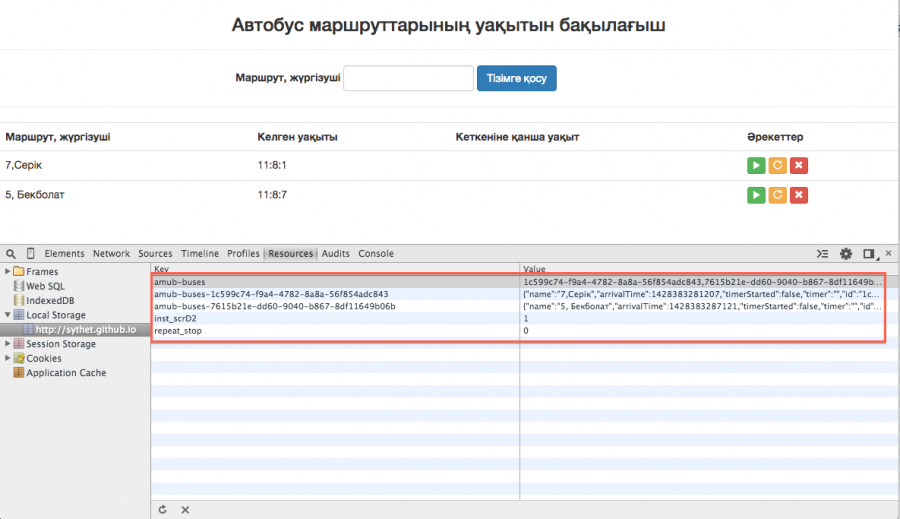 Автобус маршруттарының уақытын бақылағыш
Маршрут, жүргізуші Тізімге қосу
Маршрут, жүргізуші Келген уақыты Кеткеніне қанша уақыт Әрекеттер
7,Серік 11:8:1
5, Бекболат 11:8:7
Elements Network Sources Timeline Profiles Resources Audits Console
Frames
Web SQL
IndexedDB
Local Storage
http://sythet.github.io
Session Storage
Cookies
Application Cache
Key Value
amub-buses 1c599c74-f9a4-4782-8a8a-56f854adc843,7615b21e-dd60-9040-b867-8df11649b...
amub-buses-1c599c74-f9a4-4782-8a8a-56f854adc843 {"name":"7,Серік","arrivalTime":1428383281207,"timerStarted":false,"timer":"","id":"1c...
amub-buses-7615b21e-dd60-9040-b867-8df11649b06b {"name":"5, Бекболат","arrivalTime":1428383287121,"timerStarted":false,"timer":"","id"...
inst_scrD2 1
repeat_stop 0